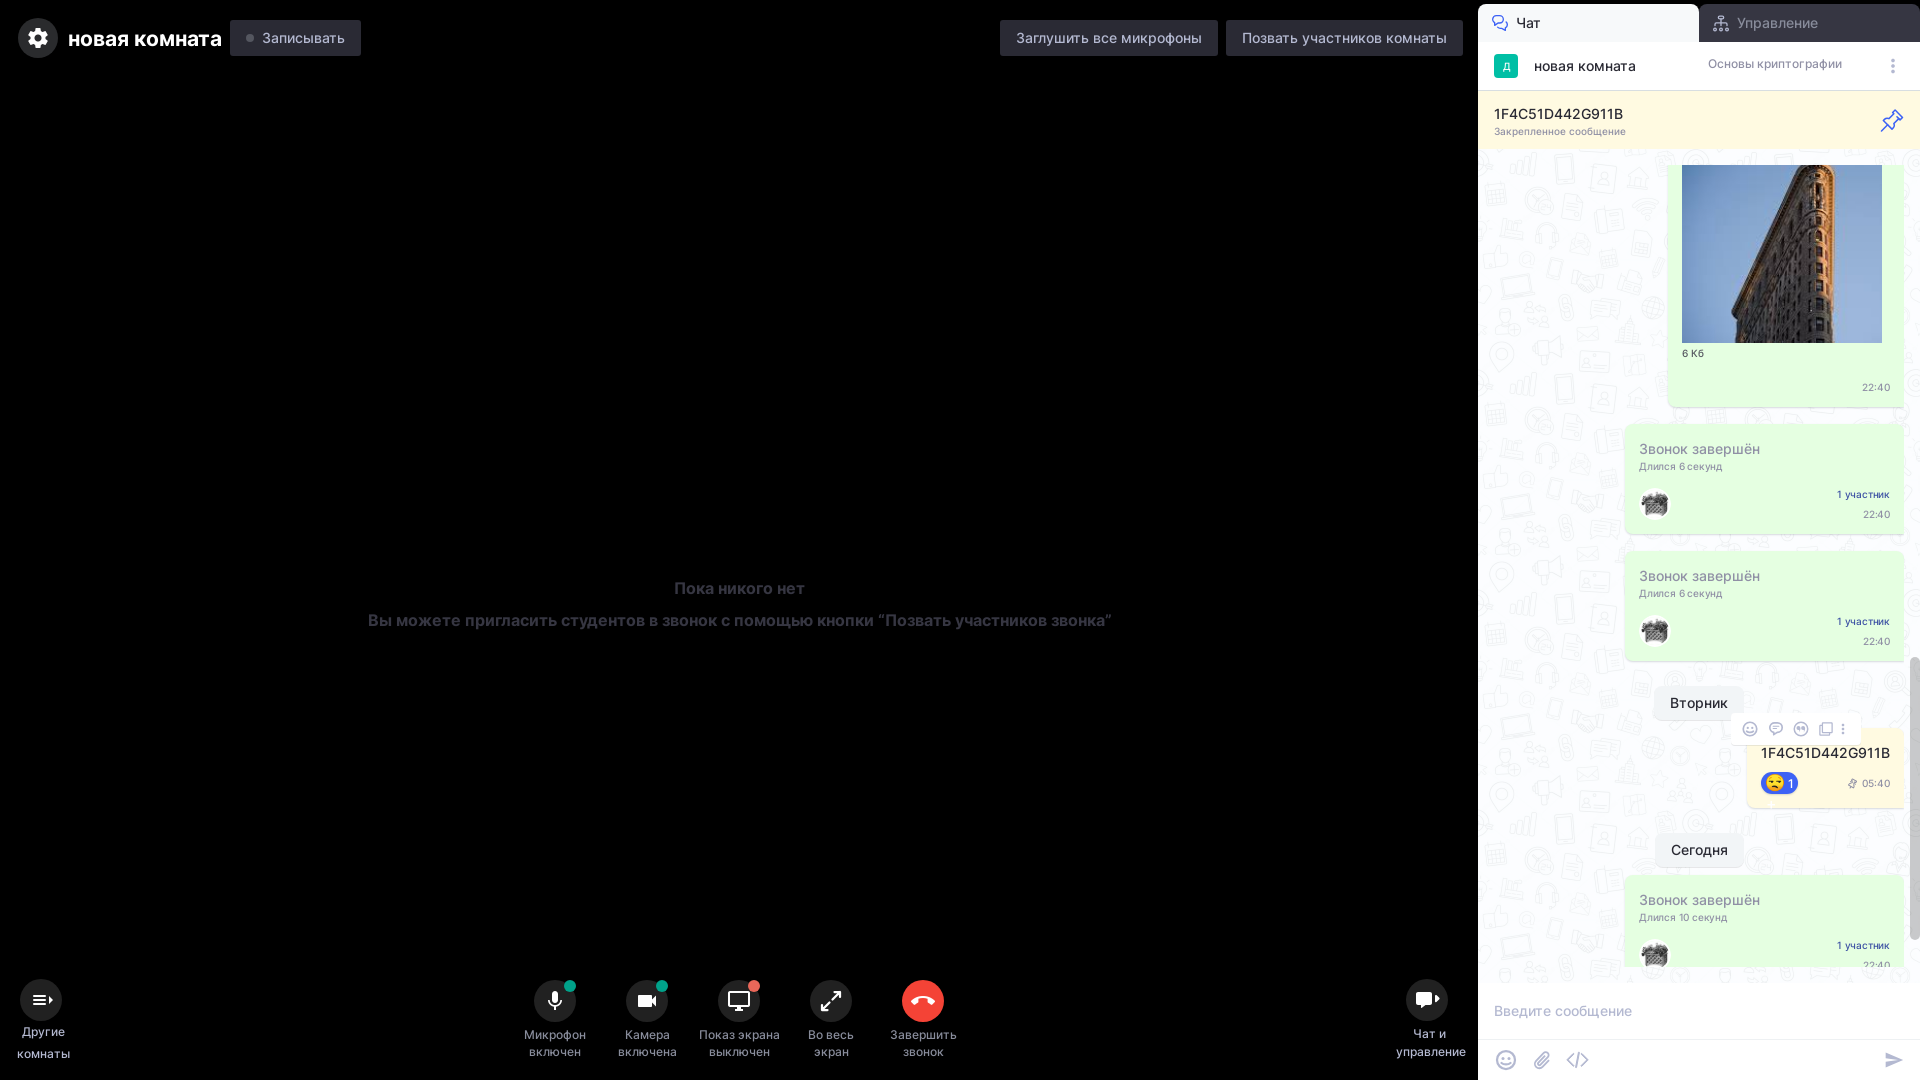 новая комната
Записывать
Заглушить все микрофоны
Позвать участников комнаты
Пока никого нет
Вы можете пригласить студентов в звонок с помощью кнопки “Позвать участников звонка”
Другие
комнаты
Микрофон
включен
Камера
включена
Показ экрана
выключен
Во весь
экран
Завершить
звонок
Чат и
управление
Чат
Управление
Д
новая комната
Основы криптографии
1F4C51D442G911B
Закрепленное сообщение
6 Кб
22:40
Звонок завершён
Длился 6 секунд
1 участник
22:40
Звонок завершён
Длился 6 секунд
1 участник
22:40
Вторник
1F4C51D442G911B
1
05:40
Сегодня
Звонок завершён
Длился 10 секунд
1 участник
22:40
Введите сообщение